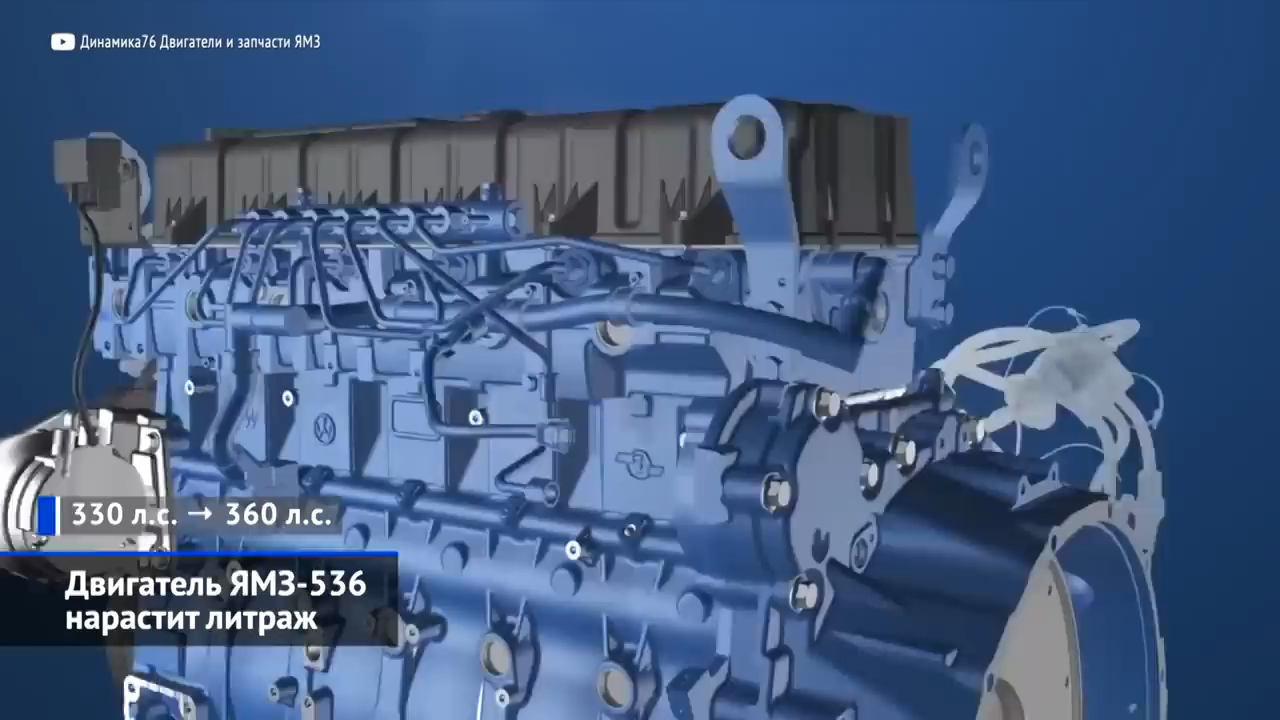 Динамика76 Двигатели и запчасти ЯМЗ
330 л.с. → 360 л.с.
Двигатель ЯМЗ-536
нарастит литраж